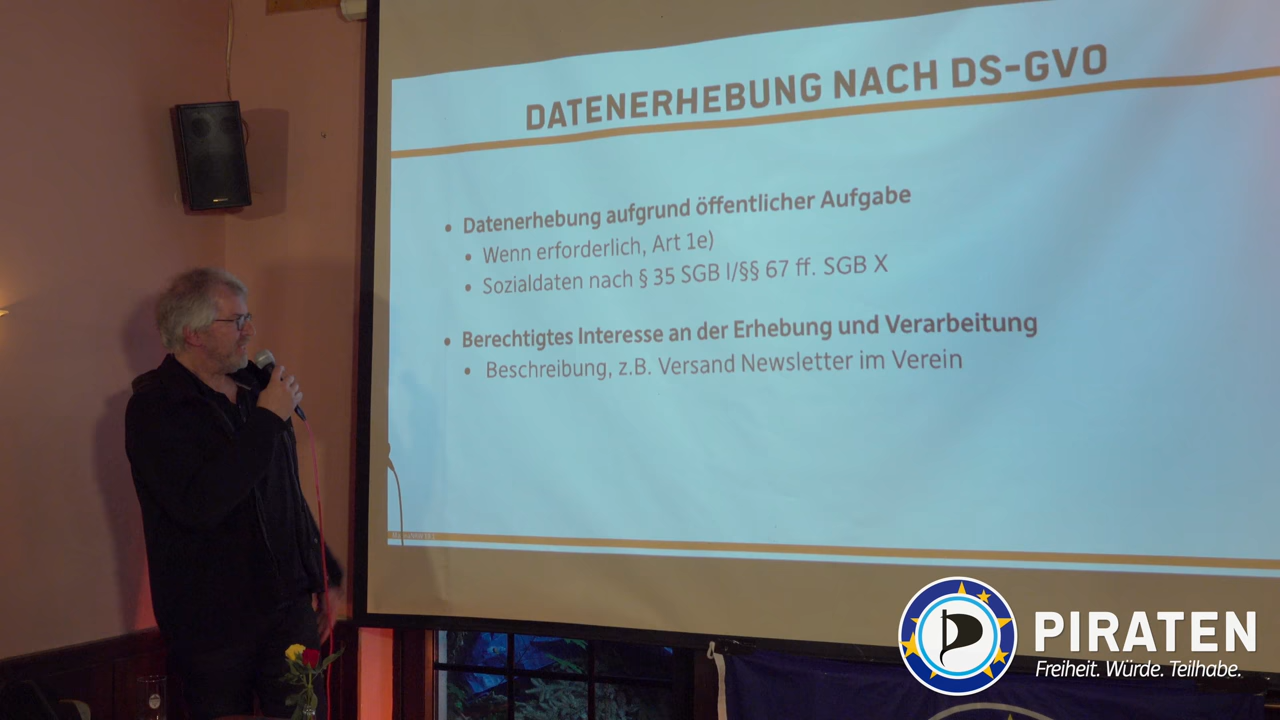 DATENERHEBUNG NACH DS-GVO
• Datenerhebung aufgrund öffentlicher Aufgabe
• Wenn erforderlich, Art 1e)
• Sozialdaten nach § 35 SGB I/§§ 67 ff. SGB X
• Berechtigtes Interesse an der Erhebung und Verarbeitung
• Beschreibung, z.B. Versand Newsletter im Verein
PIRATEN
Freiheit. Würde. Teilhabe.